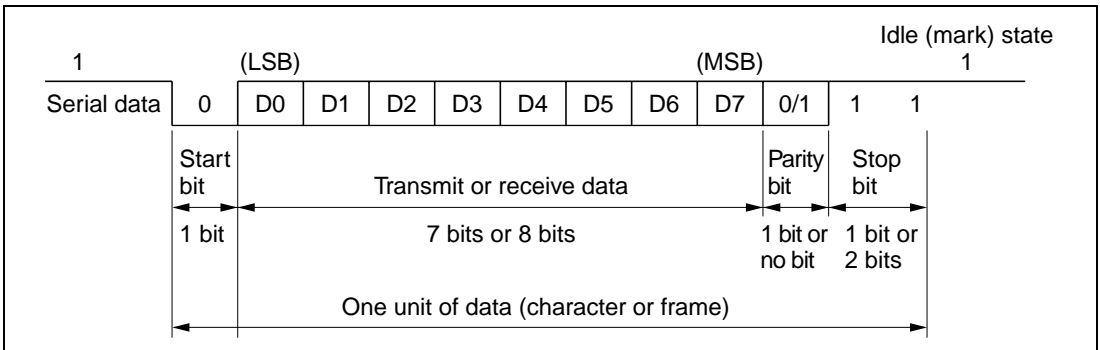 Idle (mark) state
1 (LSB) (MSB) 1
Serial data 0 D0 D1 D2 D3 D4 D5 D6 D7 0/1 1 1
Start bit
Transmit or receive data
Parity bit
Stop bit
1 bit
7 bits or 8 bits
1 bit or no bit
1 bit or 2 bits
One unit of data (character or frame)